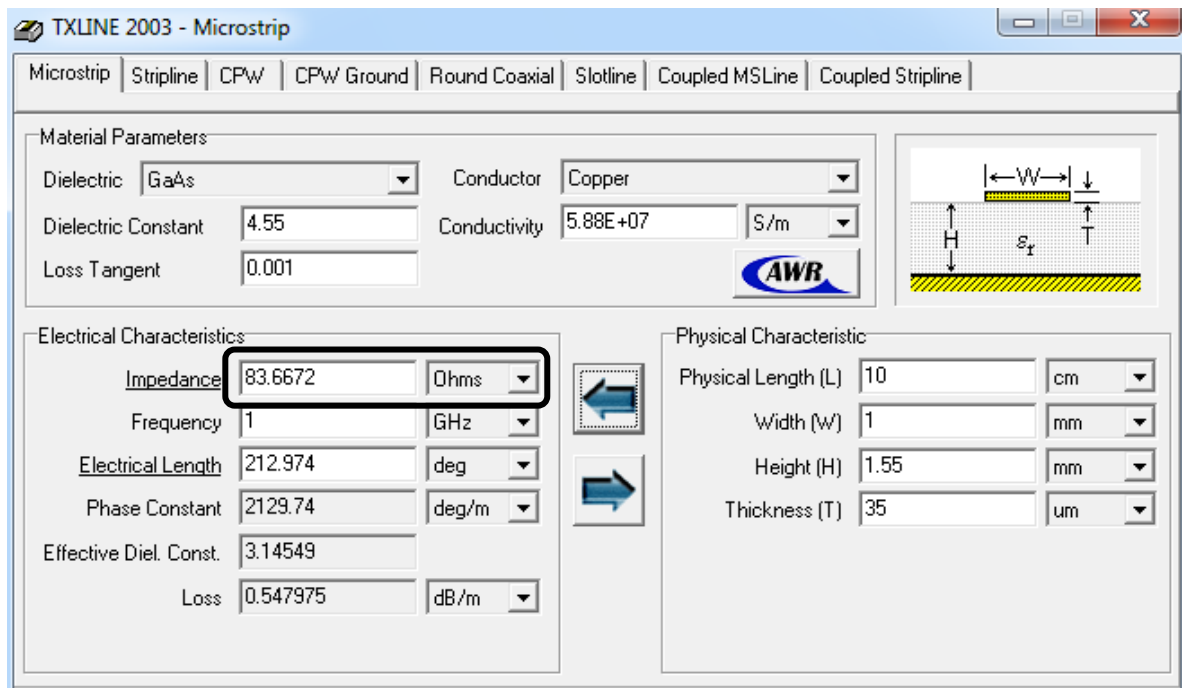 TXLINE 2003 - Microstrip
Microstrip Stripline CPW CPW Ground Round Coaxial Slotline Coupled MSLine Coupled Stripline
Material Parameters
Dielectric GaAs Conductor Copper
Dielectric Constant 4.55 Conductivity 5.88E+07 S/m
Loss Tangent 0.001 AWR
W
H εr T
Electrical Characteristics Physical Characteristic
Impedance 83.6672 Ohms Physical Length (L) 10 cm
Frequency 1 GHz Width (W) 1 mm
Electrical Length 212.974 deg Height (H) 1.55 mm
Phase Constant 2129.74 deg/m Thickness (T) 35 um
Effective Diel. Const. 3.14549
Loss 0.547975 dB/m